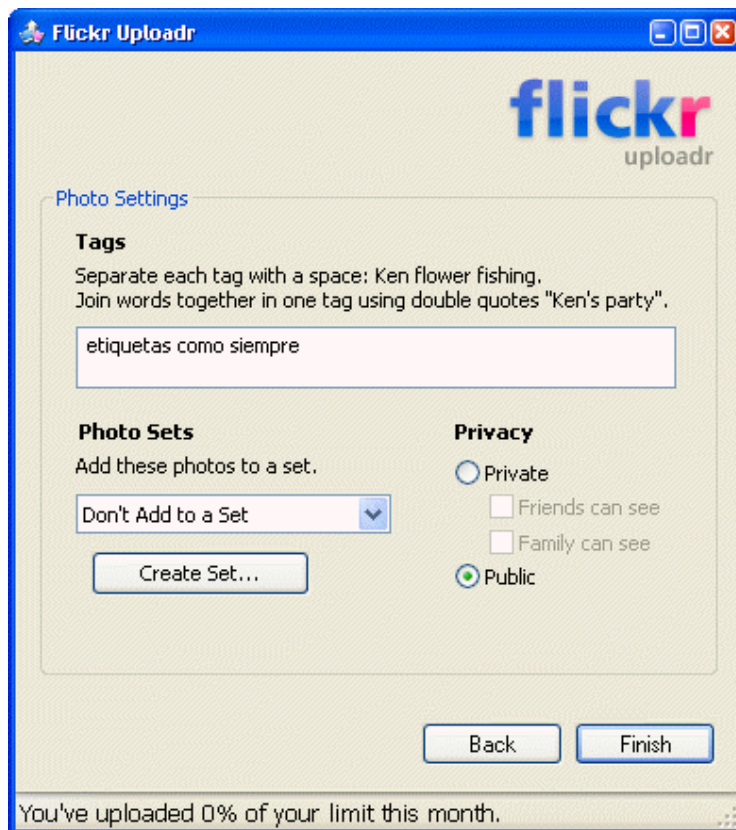 Flickr Uploadr
flickr
uploadr
Photo Settings
Tags
Separate each tag with a space: Ken flower fishing.
Join words together in one tag using double quotes "Ken's party".
etiquetas como siempre
Photo Sets
Privacy
Add these photos to a set.
Private
Don't Add to a Set
Friends can see
Family can see
Create Set...
Public
Back
Finish
You've uploaded 0% of your limit this month.